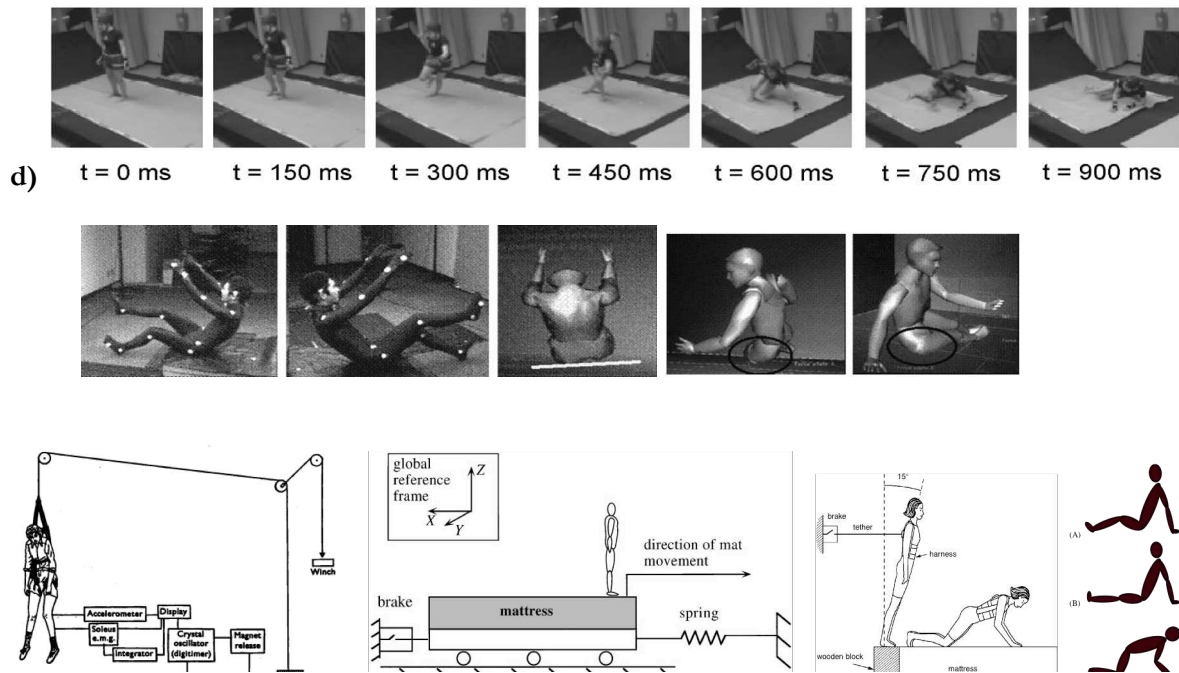 t = 0 ms
t = 150 ms
t = 300 ms
t = 450 ms
t = 600 ms
t = 750 ms
t = 900 ms
d)
Winch
Accelerometer
Display
Soleus
e.m.g.
Integrator
Crystal
oscillator
(digitimer)
Magnet
release
global
reference
frame
Z
X
Y
direction of mat
movement
brake
mattress
spring
15°
brake
tether
harness
wooden block
mattress
(A)
(B)